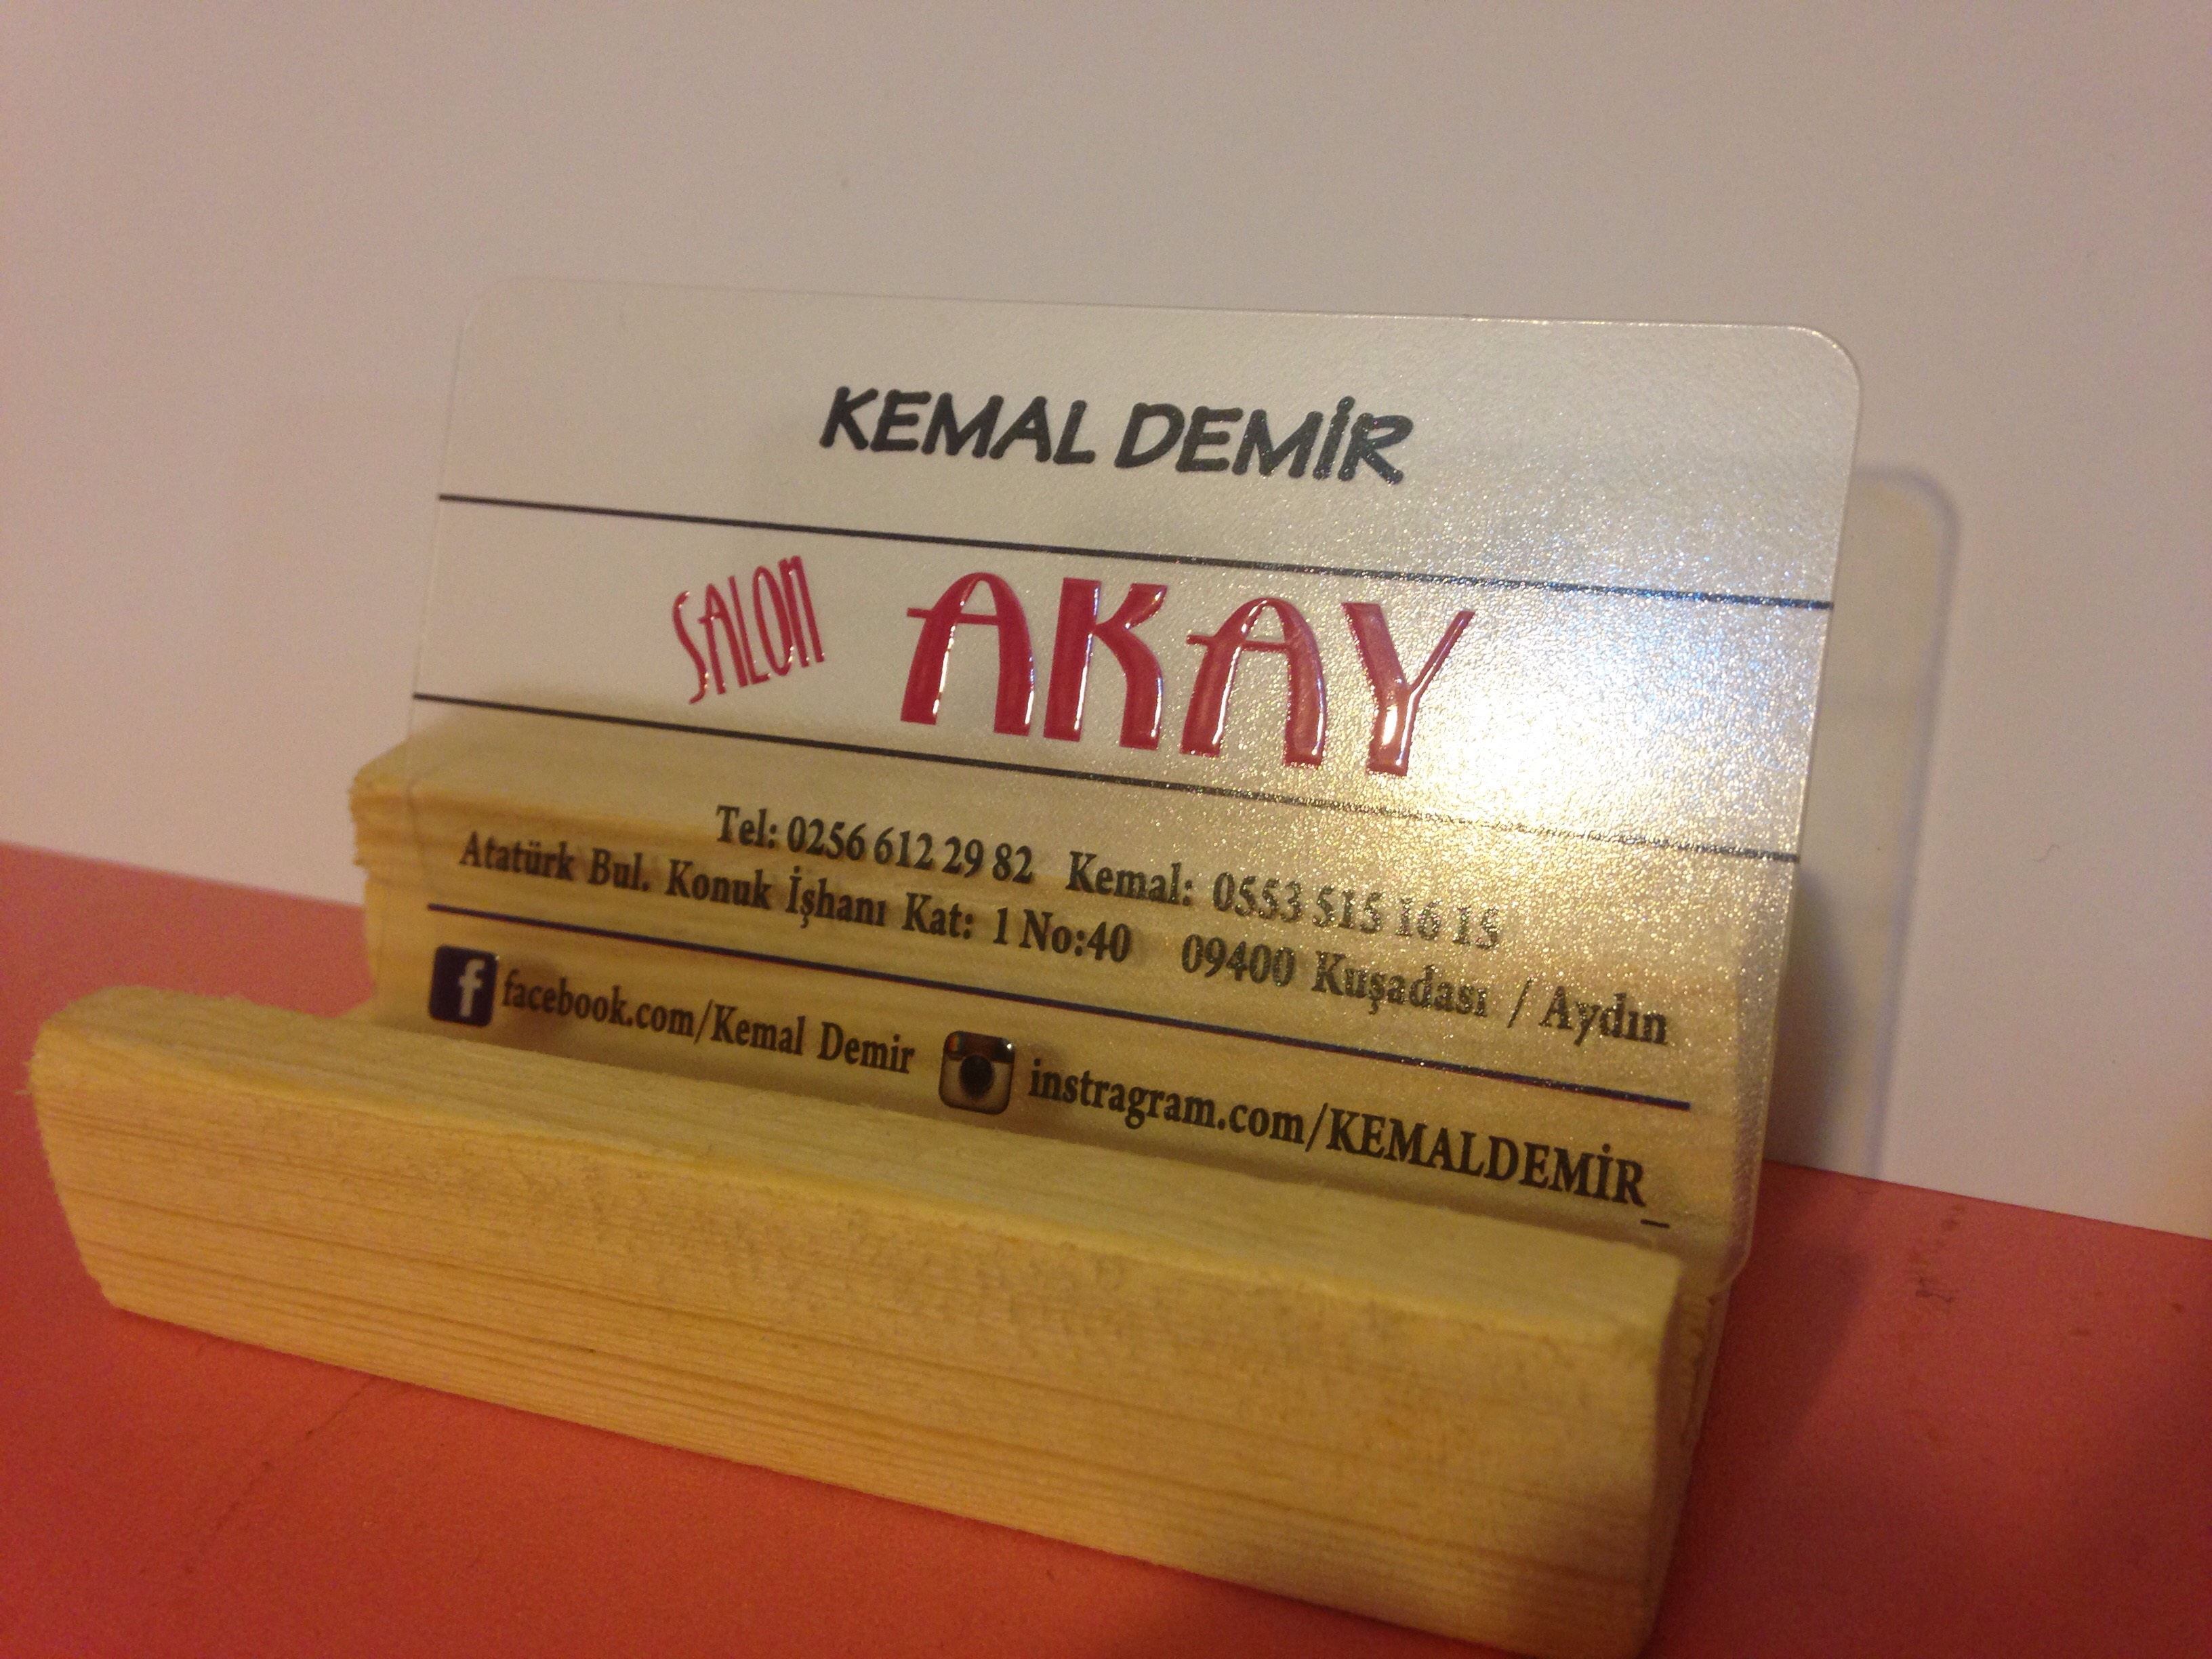 KEMAL DEMİR
SALON AKAY
Tel: 0256 612 29 82 Kemal: 0553 515 16 15
Atatürk Bul. Konuk İşhanı Kat: 1 No:40 09400 Kuşadası / Aydın
f facebook.com/Kemal Demir instragram.com/KEMALDEMİR_